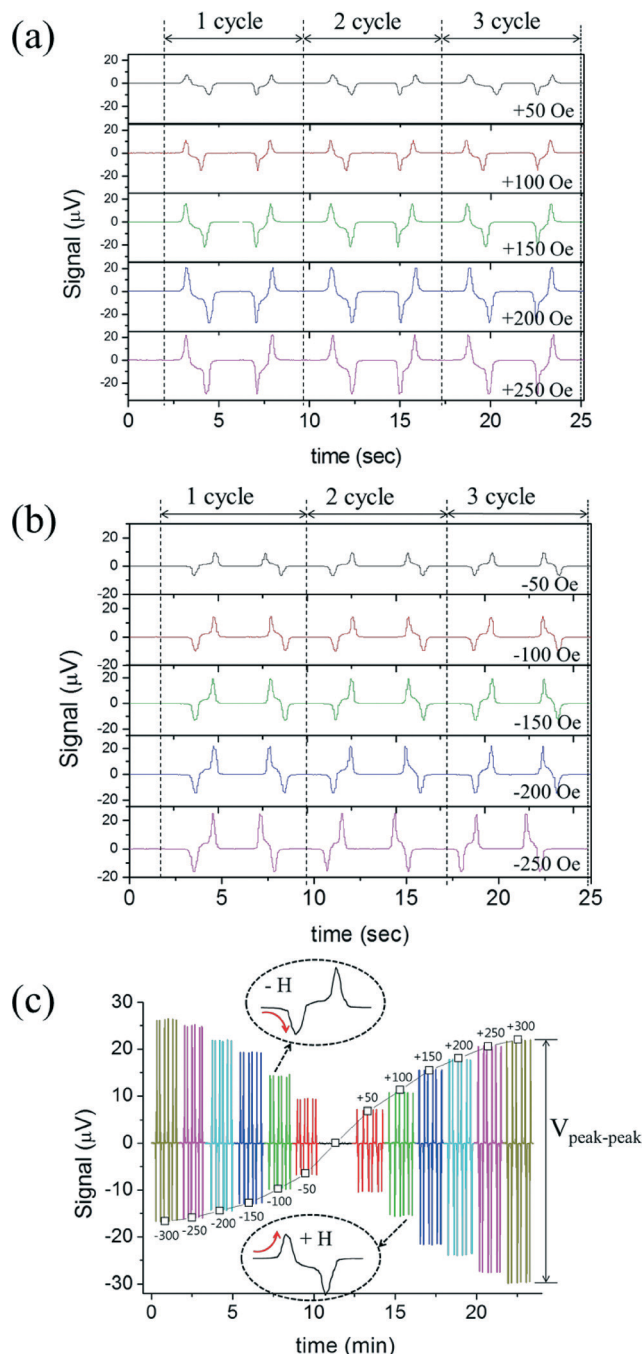 (a)
1 cycle 2 cycle 3 cycle
20
0
-20
+50 Oe
20
0
-20
+100 Oe
20
0
-20
+150 Oe
20
0
-20
+200 Oe
20
0
-20
+250 Oe
Signal (μV)
0 5 10 15 20 25
time (sec)
(b)
1 cycle 2 cycle 3 cycle
20
0
-20
-50 Oe
20
0
-20
-100 Oe
20
0
-20
-150 Oe
20
0
-20
-200 Oe
20
0
-20
-250 Oe
Signal (μV)
0 5 10 15 20 25
time (sec)
(c)
30
20
10
0
-10
-20
-30
Signal (μV)
- H
+50 +100 +150 +200 +250 +300
-300 -250 -200 -150 -100 -50
+ H
Vpeak-peak
0 5 10 15 20
time (min)